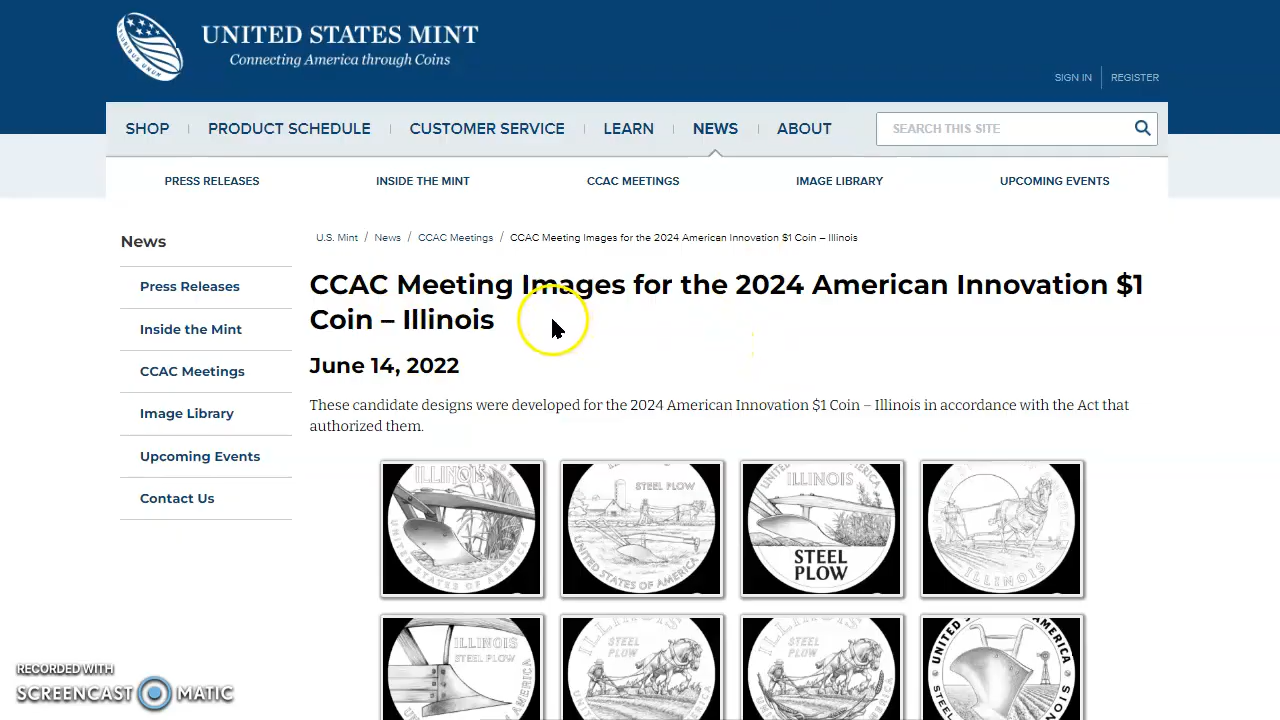 UNITED STATES MINT
Connecting America through Coins
SIGN IN
REGISTER
SHOP
PRODUCT SCHEDULE
CUSTOMER SERVICE
LEARN
NEWS
ABOUT
SEARCH THIS SITE
PRESS RELEASES
INSIDE THE MINT
CCAC MEETINGS
IMAGE LIBRARY
UPCOMING EVENTS
News
Press Releases
Inside the Mint
CCAC Meetings
Image Library
Upcoming Events
Contact Us
U.S. Mint / News / CCAC Meetings / CCAC Meeting Images for the 2024 American Innovation $1 Coin – Illinois
CCAC Meeting Images for the 2024 American Innovation $1
Coin – Illinois
June 14, 2022
These candidate designs were developed for the 2024 American Innovation $1 Coin – Illinois in accordance with the Act that
authorized them.
ILLINOIS
UNITED STATES OF AMERICA
STEEL PLOW
UNITED STATES OF AMERICA
ILLINOIS
STEEL
PLOW
ILLINOIS
ILLINOIS
STEEL PLOW
ILLINOIS
STEEL
PLOW
ILLINOIS
STEEL
PLOW
RECORDED WITH
SCREENCAST MATIC